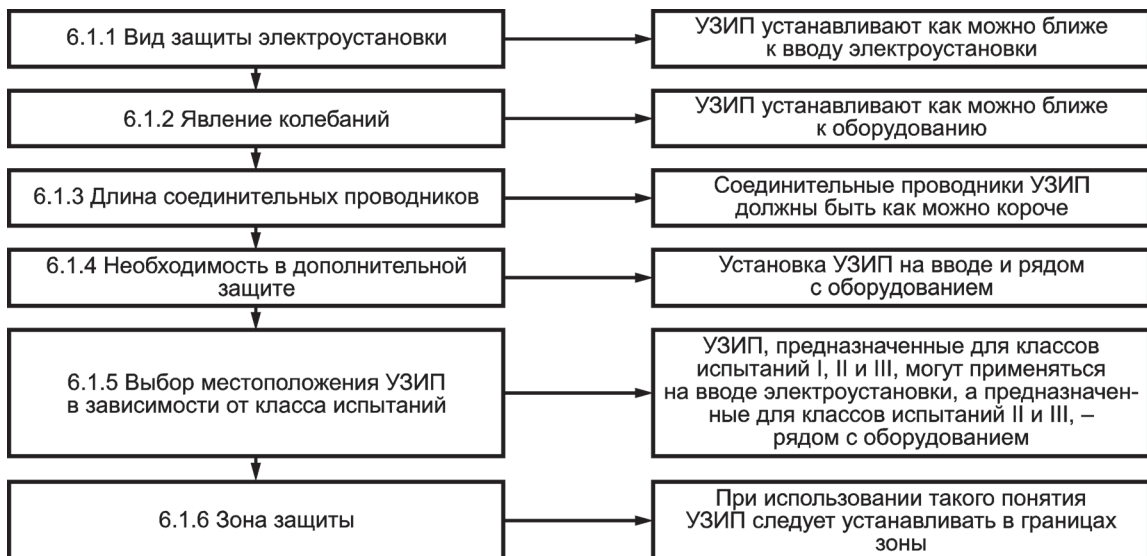 6.1.1 Вид защиты электроустановки
УЗИП устанавливают как можно ближе
к вводу электроустановки
6.1.2 Явление колебаний
УЗИП устанавливают как можно ближе
к оборудованию
6.1.3 Длина соединительных проводников
Соединительные проводники УЗИП
должны быть как можно короче
6.1.4 Необходимость в дополнительной
защите
Установка УЗИП на вводе и рядом
с оборудованием
6.1.5 Выбор местоположения УЗИП
в зависимости от класса испытаний
УЗИП, предназначенные для классов
испытаний I, II и III, могут применяться
на вводе электроустановки, а предназначен-
ные для классов испытаний II и III, –
рядом с оборудованием
6.1.6 Зона защиты
При использовании такого понятия
УЗИП следует устанавливать в границах
зоны